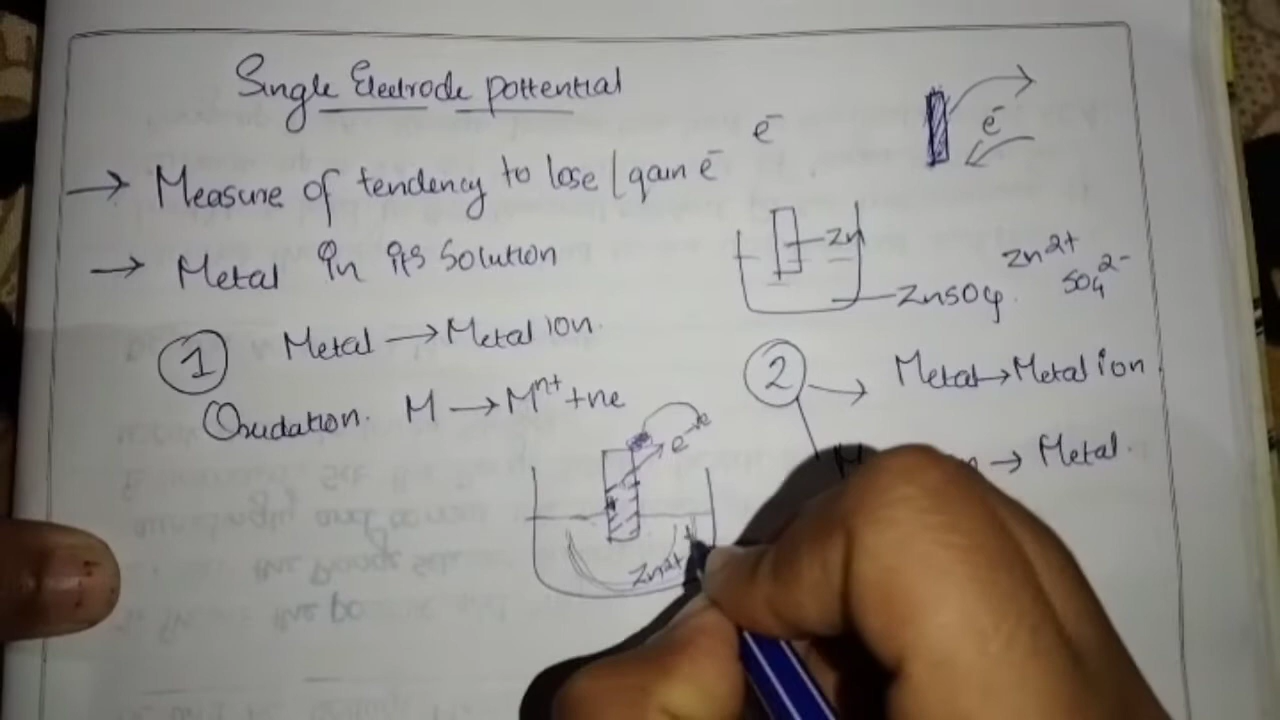 Single Electrode pottential
e⁻
e⁻
→ Measure of tendency to lose/gain e⁻
→ Metal in its solution
Zn
ZnSO4.
Zn²⁺
SO₄²⁻
① Metal → Metal ion.
Oxidation. M → Mⁿ⁺ + ne
② → Metal → Metal ion
→ Metal.
e⁻
Zn²⁺